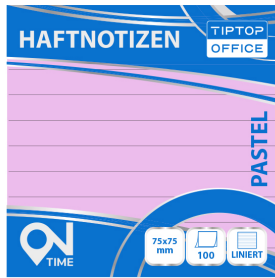 HAFTNOTIZEN
TIPTOP
OFFICE
PASTEL
ON
TIME
75x75
mm
100
LINIERT